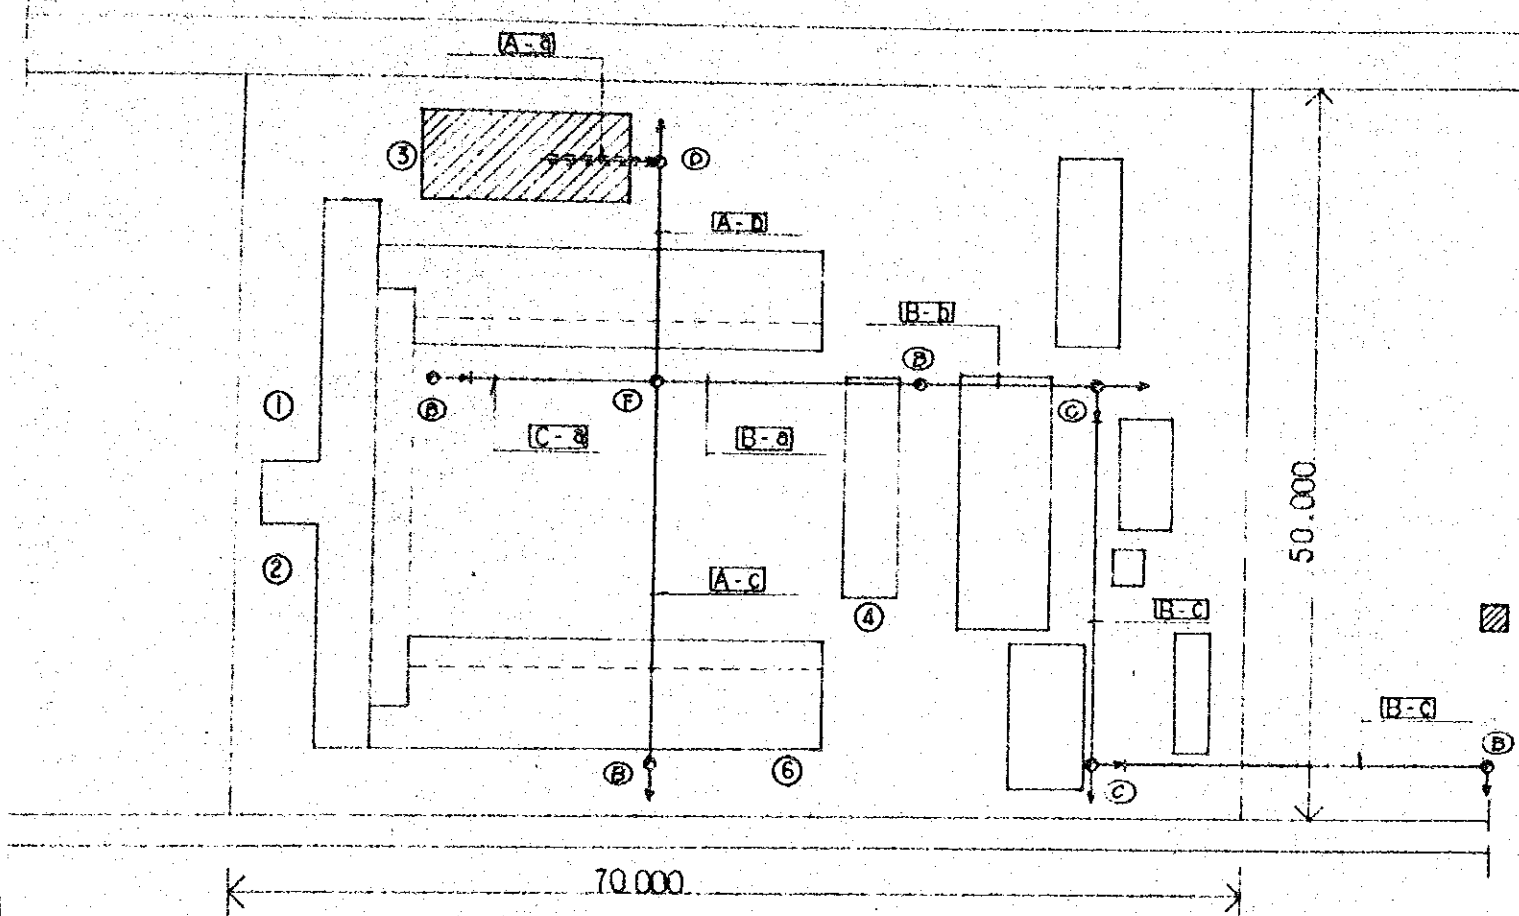 A-a
③
Ⓓ
A-b
B-b
Ⓑ
Ⓑ
Ⓕ
Ⓒ
①
C-a
B-a
50.000
②
A-c
④
B-c
B-c
Ⓑ
Ⓑ
⑥
Ⓒ
70.000